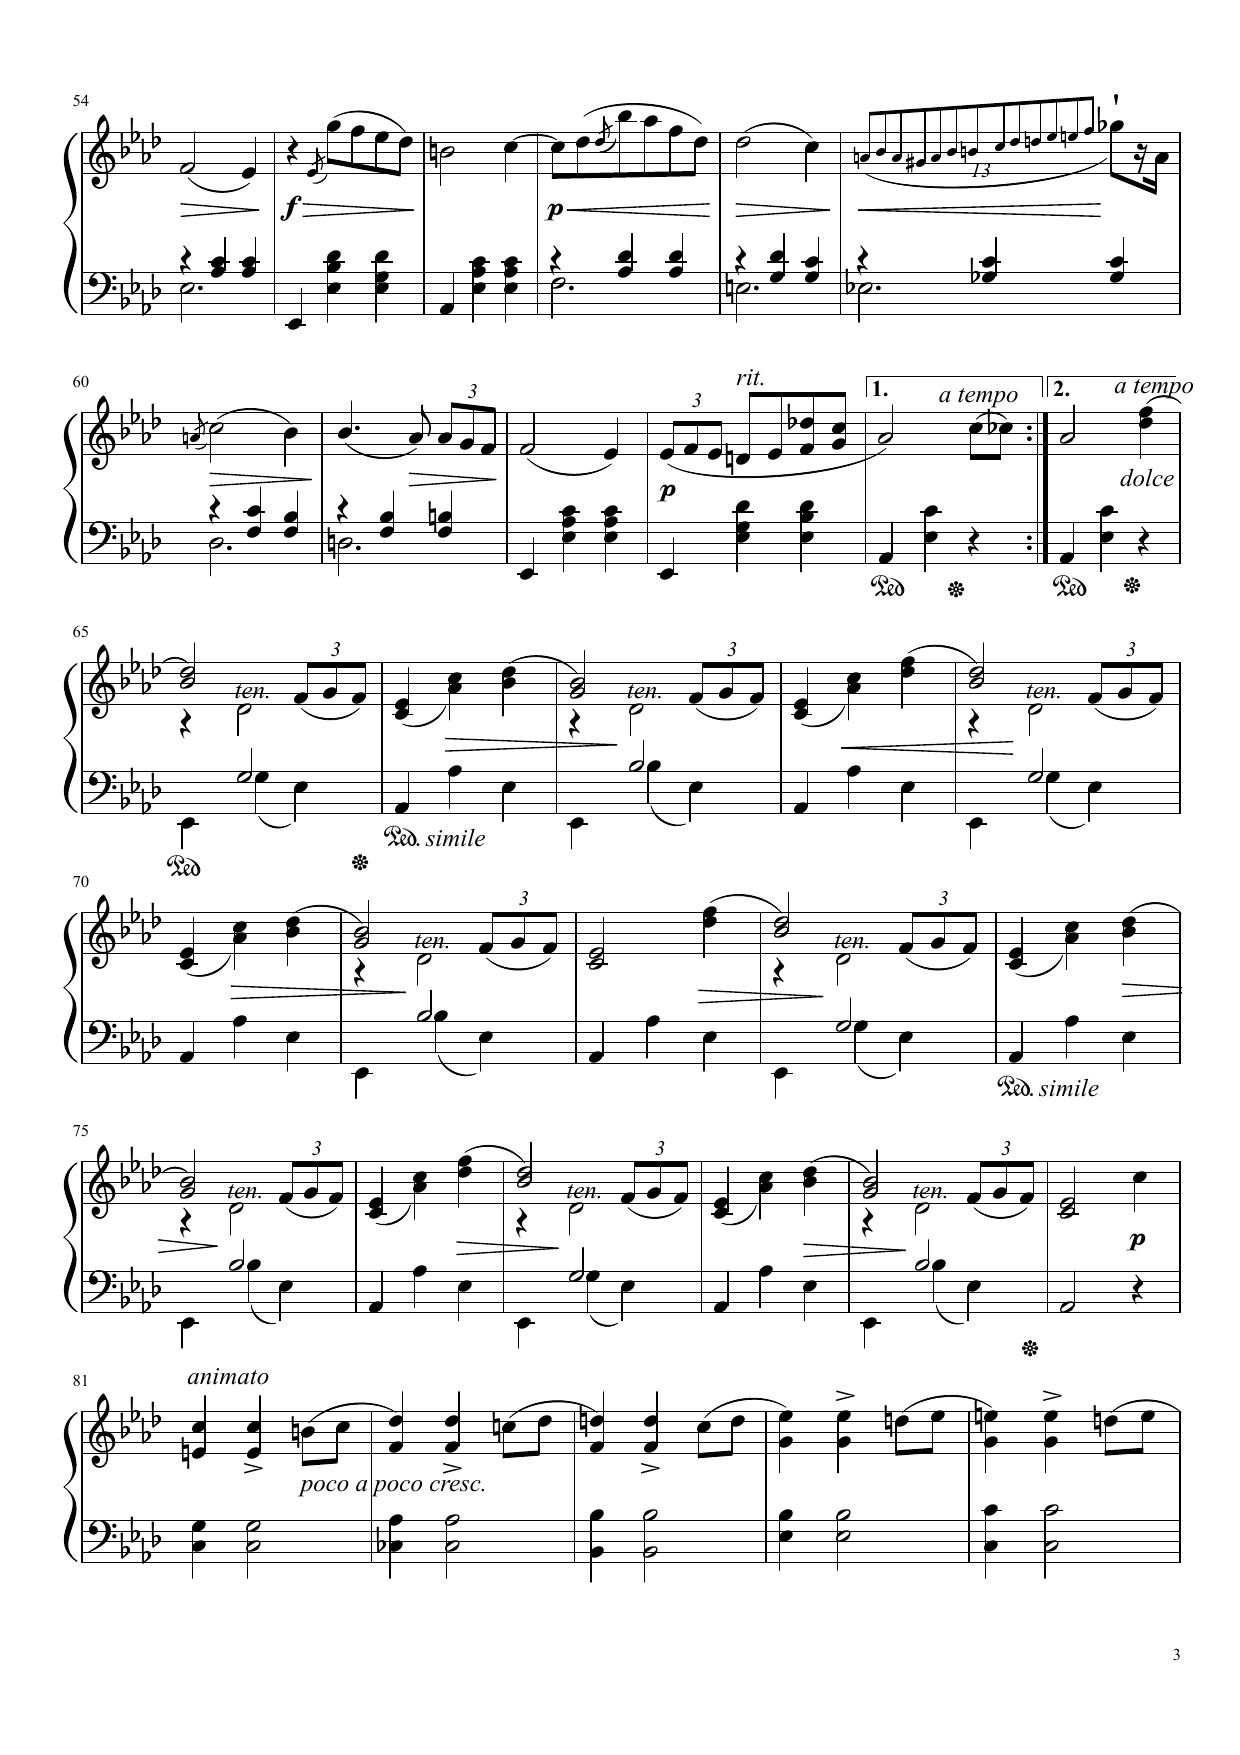 54
f
p
13
60
3
3
rit.
1.
a tempo
2.
a tempo
p
dolce
Ped
Ped
65
3
3
3
ten.
ten.
ten.
Ped
Ped. simile
70
3
3
ten.
ten.
Ped. simile
75
3
3
3
ten.
ten.
ten.
p
81
animato
poco a poco cresc.
3